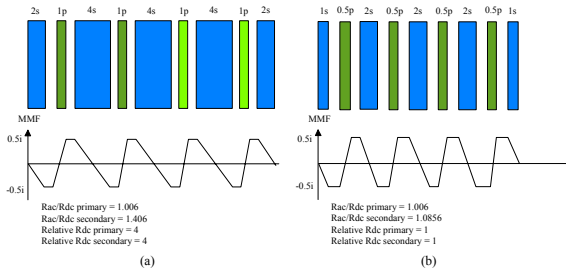 2s 1p 4s 1p 4s 1p 4s 1p 2s
MMF
0.5i
-0.5i
Rac/Rdc primary = 1.006
Rac/Rdc secondary = 1.406
Relative Rdc primary = 4
Relative Rdc secondary = 4
(a)
1s 0.5p 2s 0.5p 2s 0.5p 2s 0.5p 1s
MMF
0.5i
-0.5i
Rac/Rdc primary = 1.006
Rac/Rdc secondary = 1.0856
Relative Rdc primary = 1
Relative Rdc secondary = 1
(b)